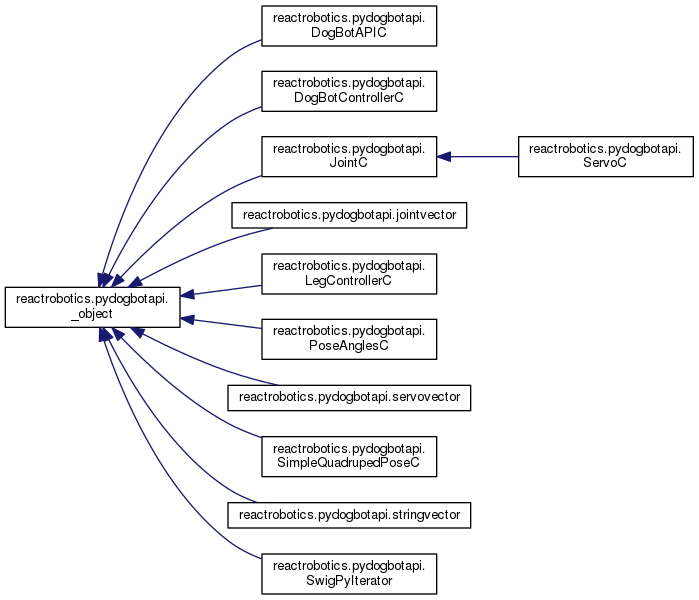 reactrobotics.pydogbotapi.
DogBotAPIC
reactrobotics.pydogbotapi.
DogBotControllerC
reactrobotics.pydogbotapi.
JointC
reactrobotics.pydogbotapi.
ServoC
reactrobotics.pydogbotapi.jointvector
reactrobotics.pydogbotapi.
LegControllerC
reactrobotics.pydogbotapi.
_object
reactrobotics.pydogbotapi.
PoseAnglesC
reactrobotics.pydogbotapi.servovector
reactrobotics.pydogbotapi.
SimpleQuadrupedPoseC
reactrobotics.pydogbotapi.stringvector
reactrobotics.pydogbotapi.
SwigPyIterator